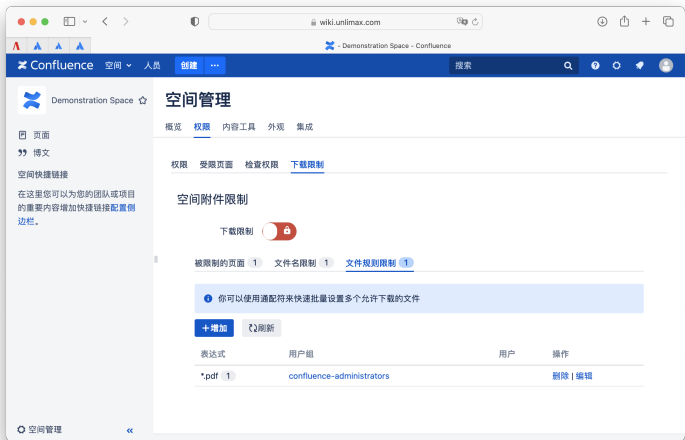 wiki.unlimax.com
- Demonstration Space - Confluence
Confluence 空间 人员 创建 ··· 搜索
Demonstration Space
页面
博文
空间快捷链接
在这里您可以为您的团队或项目
的重要内容增加快捷链接配置侧
边栏。
空间管理
概览 权限 内容工具 外观 集成
权限 受限页面 检查权限 下载限制
空间附件限制
下载限制
被限制的页面 1 文件名限制 1 文件规则限制 1
你可以使用通配符来快速批量设置多个允许下载的文件
+增加 刷新
表达式 用户组 用户 操作
*.pdf 1 confluence-administrators 删除 | 编辑
空间管理 «